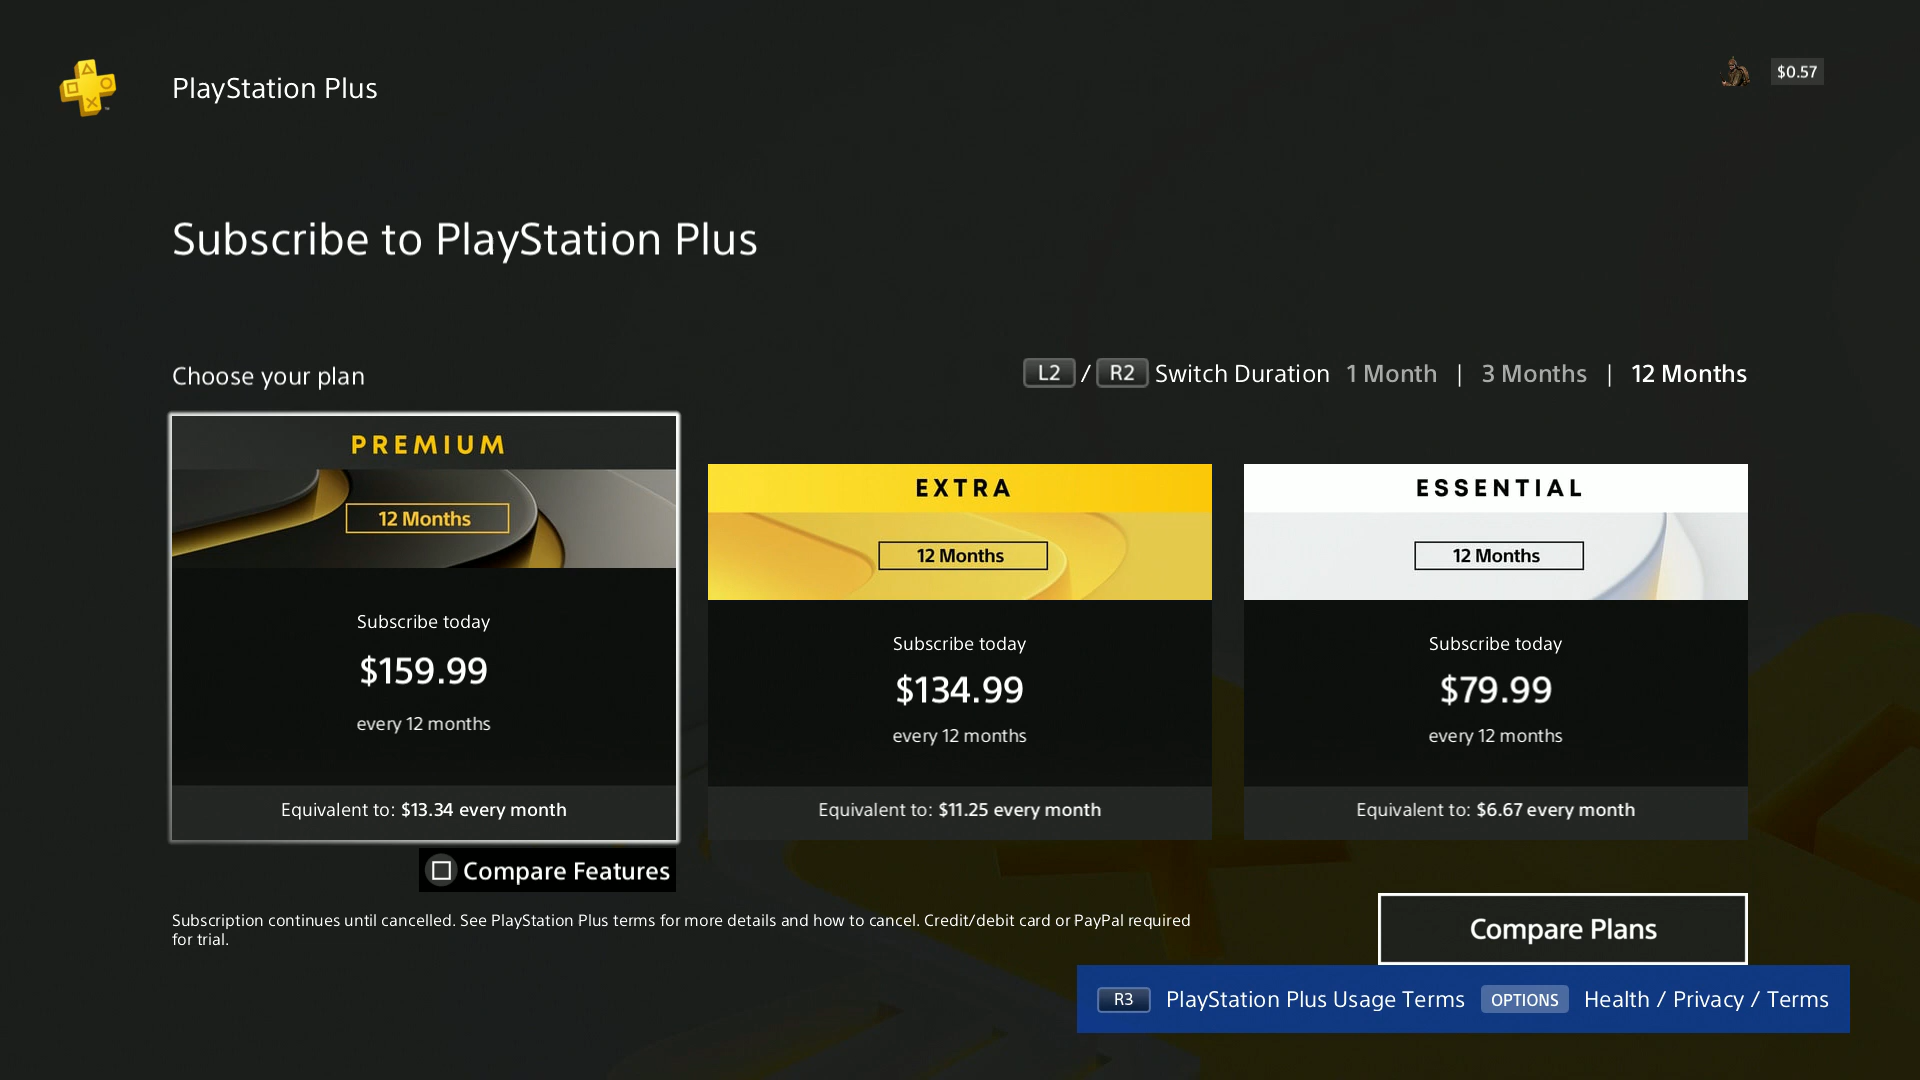 PlayStation Plus
$0.57
Subscribe to PlayStation Plus
Choose your plan
L2 / R2 Switch Duration 1 Month | 3 Months | 12 Months
PREMIUM
12 Months
Subscribe today
$159.99
every 12 months
Equivalent to: $13.34 every month
Compare Features
EXTRA
12 Months
Subscribe today
$134.99
every 12 months
Equivalent to: $11.25 every month
ESSENTIAL
12 Months
Subscribe today
$79.99
every 12 months
Equivalent to: $6.67 every month
Subscription continues until cancelled. See PlayStation Plus terms for more details and how to cancel. Credit/debit card or PayPal required
for trial.
Compare Plans
R3 PlayStation Plus Usage Terms OPTIONS Health / Privacy / Terms